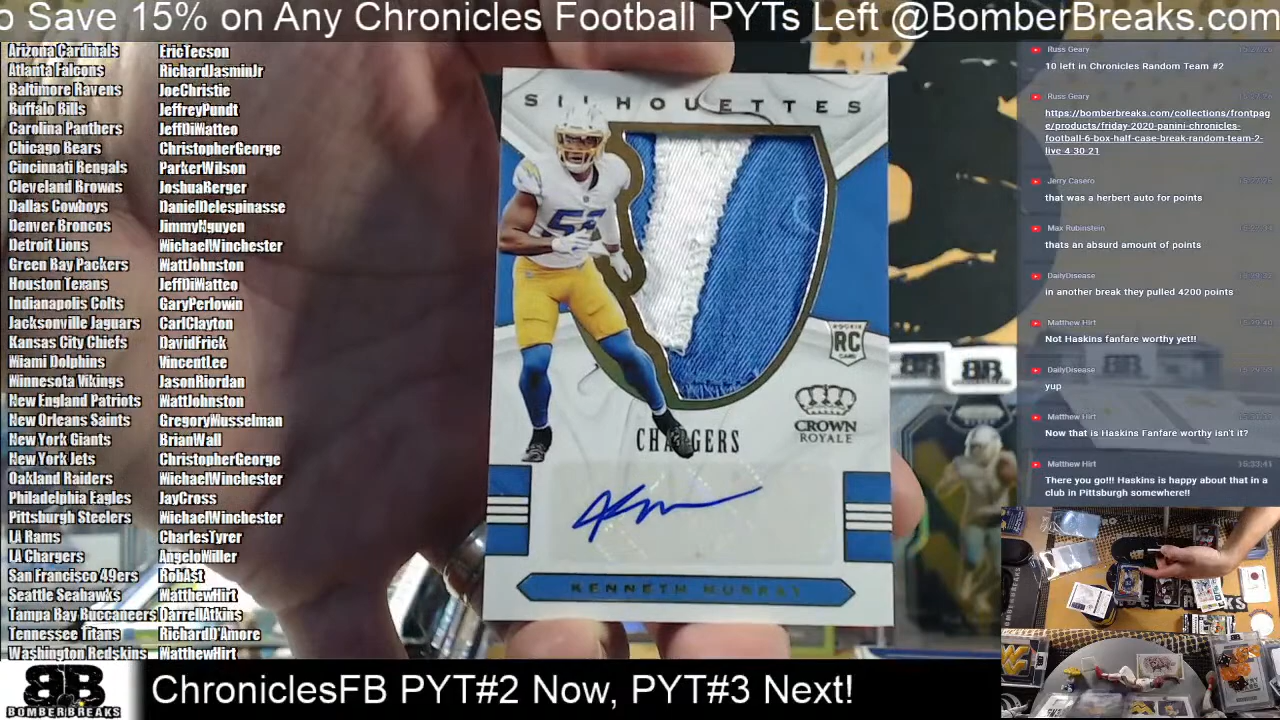 o Save 15% on Any Chronicles Football PYTs Left @BomberBreaks.com
Arizona Cardinals EricTecson
Atlanta Falcons RichardJasminJr
Baltimore Ravens JoeChristie
Buffalo Bills JeffreyPundt
Carolina Panthers JeffDiMatteo
Chicago Bears ChristopherGeorge
Cincinnati Bengals ParkerWilson
Cleveland Browns JoshuaBerger
Dallas Cowboys DanielDelespinasse
Denver Broncos JimmyNguyen
Detroit Lions MichaelWinchester
Green Bay Packers MattJohnston
Houston Texans JeffDiMatteo
Indianapolis Colts GaryPerlowin
Jacksonville Jaguars CarlClayton
Kansas City Chiefs DavidFrick
Miami Dolphins VincentLee
Minnesota Vikings JasonRiordan
New England Patriots MattJohnston
New Orleans Saints GregoryMusselman
New York Giants BrianWall
New York Jets ChristopherGeorge
Oakland Raiders MichaelWinchester
Philadelphia Eagles JayCross
Pittsburgh Steelers MichaelWinchester
LA Rams CharlesTyrer
LA Chargers AngeloMiller
San Francisco 49ers RobAst
Seattle Seahawks MatthewHirt
Tampa Bay Buccaneers DarrellAtkins
Tennessee Titans RichardD'Amore
Washington Redskins MatthewHirt
SILHOUETTES
52
ROOKIE
RC
CARD
CROWN
ROYALE
CHARGERS
KENNETH MURRAY
Russ Geary
10 left in Chronicles Random Team #2
Russ Geary
https://bomberbreaks.com/collections/frontpag
e/products/friday-2020-panini-chronicles-
football-6-box-half-case-break-random-team-2-
live-4-30-21
Jerry Casero
that was a herbert auto for points
Max Rubinstein
thats an absurd amount of points
DailyDisease
in another break they pulled 4200 points
Matthew Hirt
Not Haskins fanfare worthy yet!!
DailyDisease
yup
Matthew Hirt
Now that is Haskins Fanfare worthy isn't it?
Matthew Hirt 15:33:41
There you go!!! Haskins is happy about that in a
club in Pittsburgh somewhere!!
BB
BOMBERBREAKS
ChroniclesFB PYT#2 Now, PYT#3 Next!